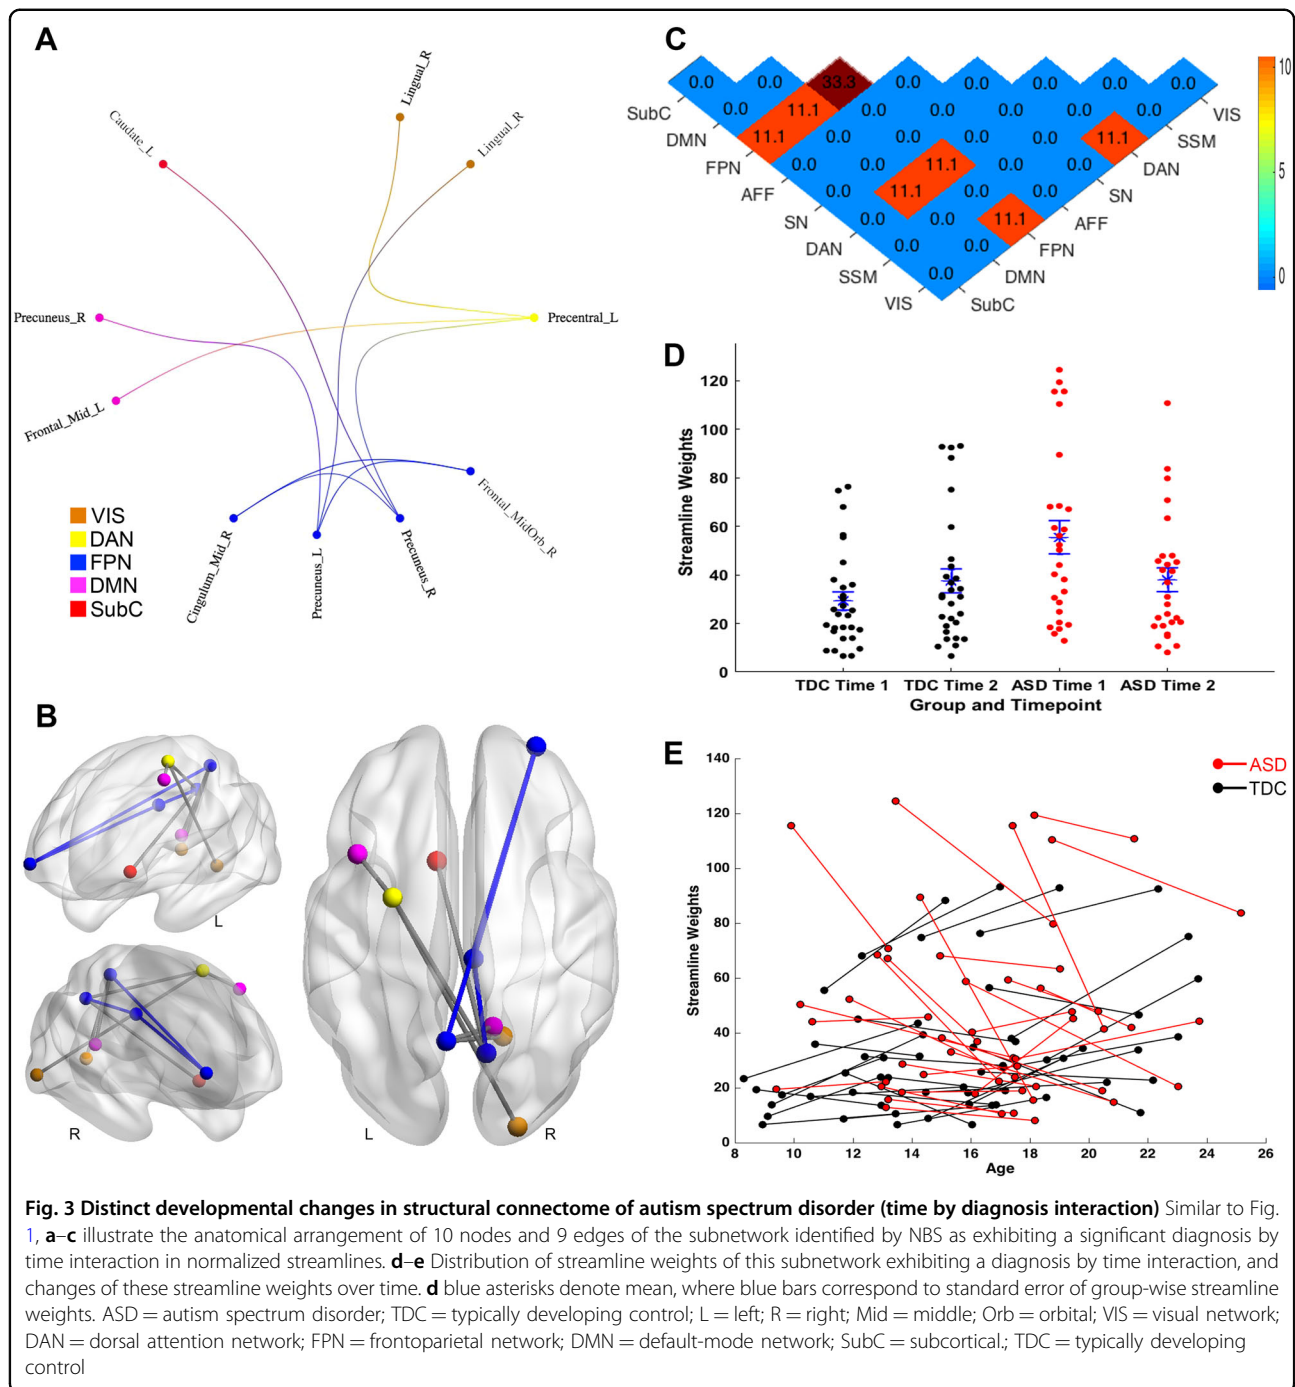 A
Lingual_R
Lingual_R
Caudate_L
Precuneus_R
Precentral_L
Frontal_Mid_L
Frontal_MidOrb_R
Cingulum_Mid_R
Precuneus_L
Precuneus_R
VIS
DAN
FPN
DMN
SubC
B
L
R
L
R
C
0.0 0.0 33.3 0.0 0.0 0.0 0.0 0.0
0.0 11.1 0.0 0.0 0.0 0.0 0.0
11.1 0.0 0.0 0.0 0.0 11.1
0.0 0.0 11.1 0.0 0.0
0.0 11.1 0.0 0.0
0.0 0.0 11.1
0.0 0.0
0.0
SubC
DMN
FPN
AFF
SN
DAN
SSM
VIS
VIS
SSM
DAN
SN
AFF
FPN
DMN
SubC
10
5
0
D
Streamline Weights
120
100
80
60
40
20
0
TDC Time 1 TDC Time 2 ASD Time 1 ASD Time 2
Group and Timepoint
E
ASD
TDC
Streamline Weights
140
120
100
80
60
40
20
0
8 10 12 14 16 18 20 22 24 26
Age
Fig. 3 Distinct developmental changes in structural connectome of autism spectrum disorder (time by diagnosis interaction) Similar to Fig.
1, a–c illustrate the anatomical arrangement of 10 nodes and 9 edges of the subnetwork identified by NBS as exhibiting a significant diagnosis by
time interaction in normalized streamlines. d–e Distribution of streamline weights of this subnetwork exhibiting a diagnosis by time interaction, and
changes of these streamline weights over time. d blue asterisks denote mean, where blue bars correspond to standard error of group-wise streamline
weights. ASD = autism spectrum disorder; TDC = typically developing control; L = left; R = right; Mid = middle; Orb = orbital; VIS = visual network;
DAN = dorsal attention network; FPN = frontoparietal network; DMN = default-mode network; SubC = subcortical.; TDC = typically developing
control